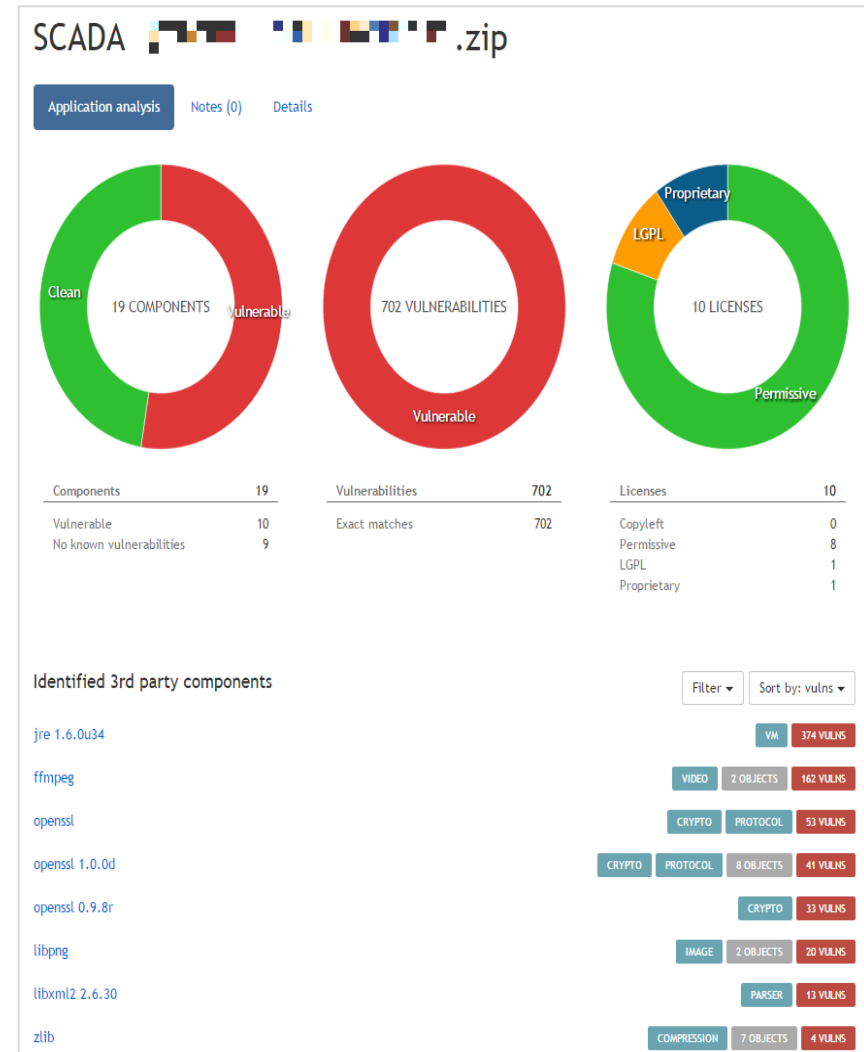 SCADA .zip
Application analysis Notes (0) Details
Clean 19 COMPONENTS Vulnerable
702 VULNERABILITIES
Vulnerable
Proprietary
LGPL
10 LICENSES
Permissive
Components 19
Vulnerable 10
No known vulnerabilities 9
Vulnerabilities 702
Exact matches 702
Licenses 10
Copyleft 0
Permissive 8
LGPL 1
Proprietary 1
Identified 3rd party components Filter Sort by: vulns
jre 1.6.0u34 VM 374 VULNS
ffmpeg VIDEO 2 OBJECTS 162 VULNS
openssl CRYPTO PROTOCOL 53 VULNS
openssl 1.0.0d CRYPTO PROTOCOL 8 OBJECTS 41 VULNS
openssl 0.9.8r CRYPTO 33 VULNS
libpng IMAGE 2 OBJECTS 20 VULNS
libxml2 2.6.30 PARSER 13 VULNS
zlib COMPRESSION 7 OBJECTS 4 VULNS